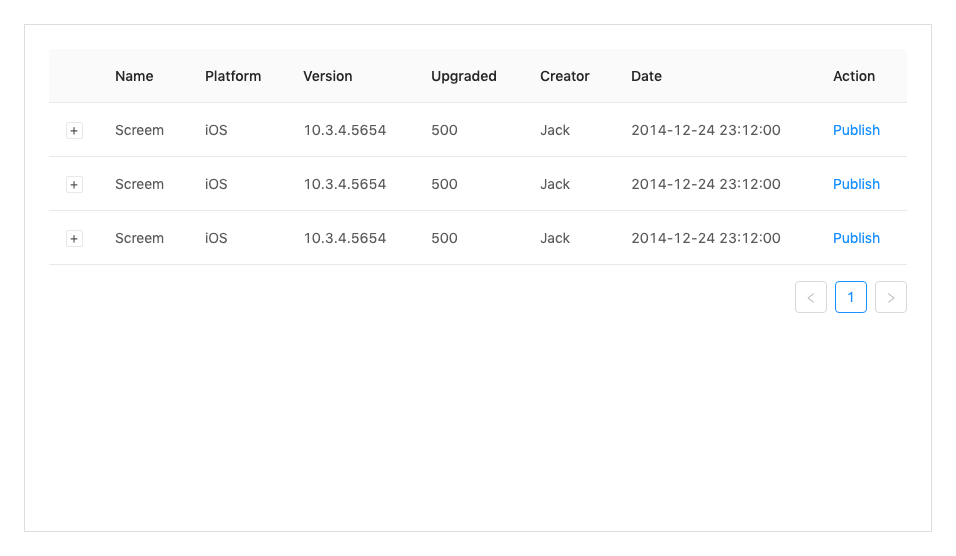 Name Platform Version Upgraded Creator Date Action
+ Screem iOS 10.3.4.5654 500 Jack 2014-12-24 23:12:00 Publish
+ Screem iOS 10.3.4.5654 500 Jack 2014-12-24 23:12:00 Publish
+ Screem iOS 10.3.4.5654 500 Jack 2014-12-24 23:12:00 Publish
< 1 >